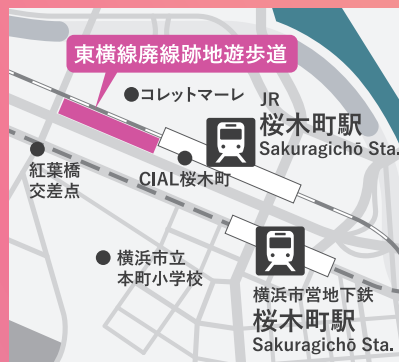 東横線廃線跡地遊歩道
コレットマーレ
JR
桜木町駅
Sakuragichō Sta.
紅葉橋
交差点
CIAL桜木町
横浜市立
本町小学校
横浜市営地下鉄
桜木町駅
Sakuragichō Sta.